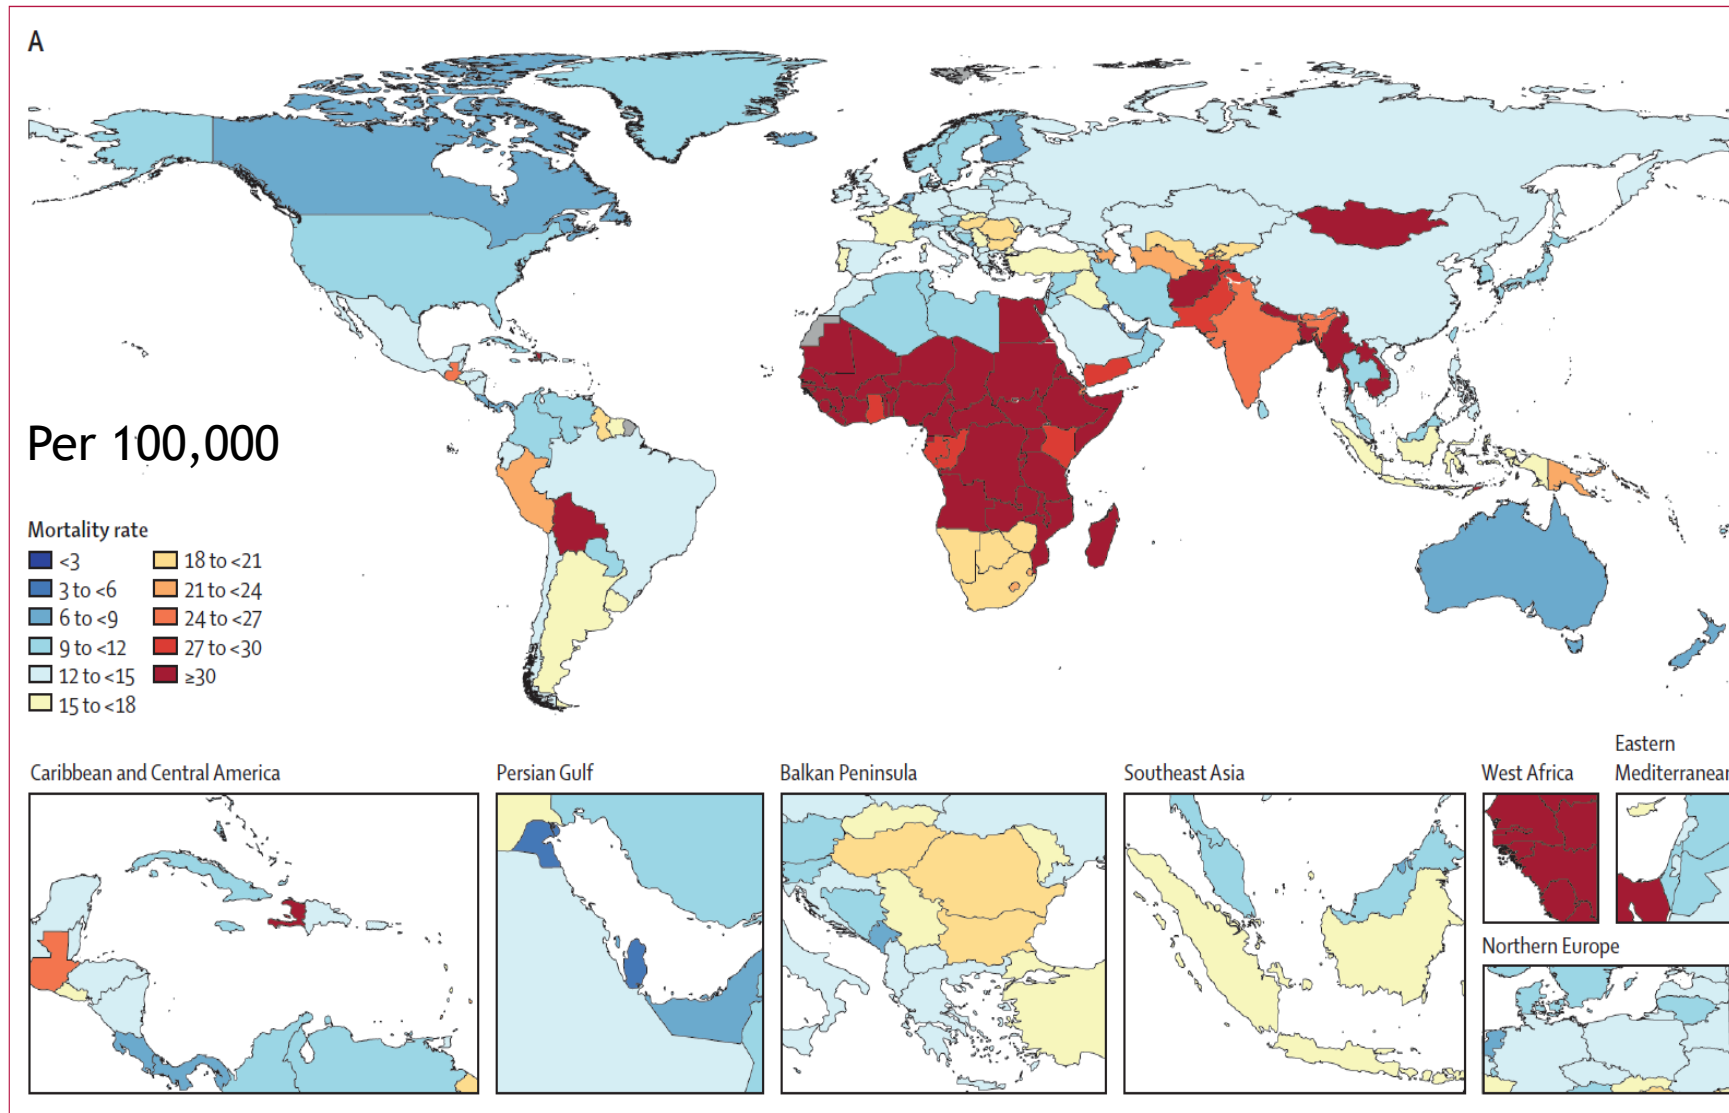 A
Per 100,000
Mortality rate
<3
3 to <6
6 to <9
9 to <12
12 to <15
15 to <18
18 to <21
21 to <24
24 to <27
27 to <30
≥30
Caribbean and Central America
Persian Gulf
Balkan Peninsula
Southeast Asia
West Africa
Eastern
Mediterranean
Northern Europe